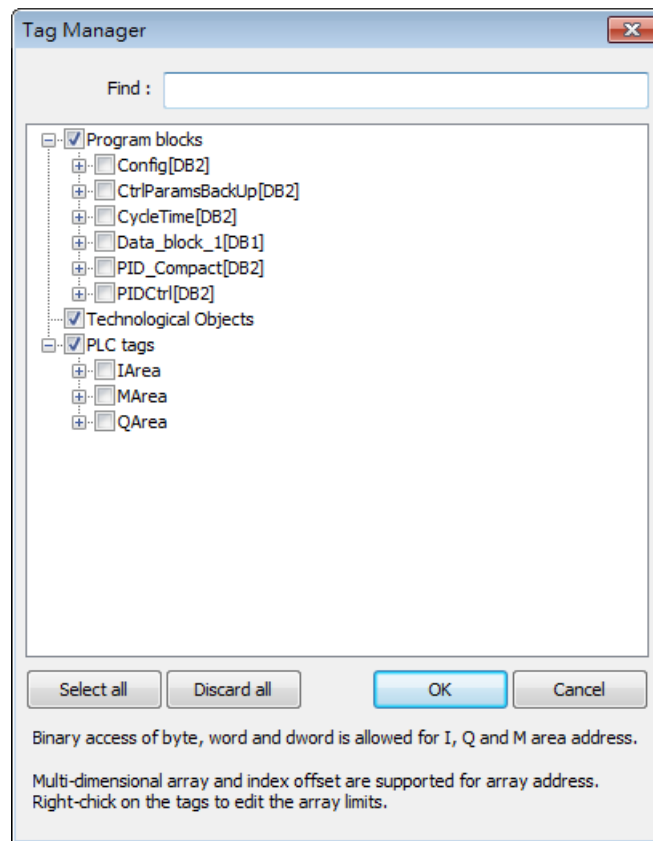 Tag Manager
Find :
Program blocks
Config[DB2]
CtrlParamsBackUp[DB2]
CycleTime[DB2]
Data_block_1[DB1]
PID_Compact[DB2]
PIDCtrl[DB2]
Technological Objects
PLC tags
IArea
MArea
QArea
Select all Discard all OK Cancel
Binary access of byte, word and dword is allowed for I, Q and M area address.
Multi-dimensional array and index offset are supported for array address.
Right-chick on the tags to edit the array limits.